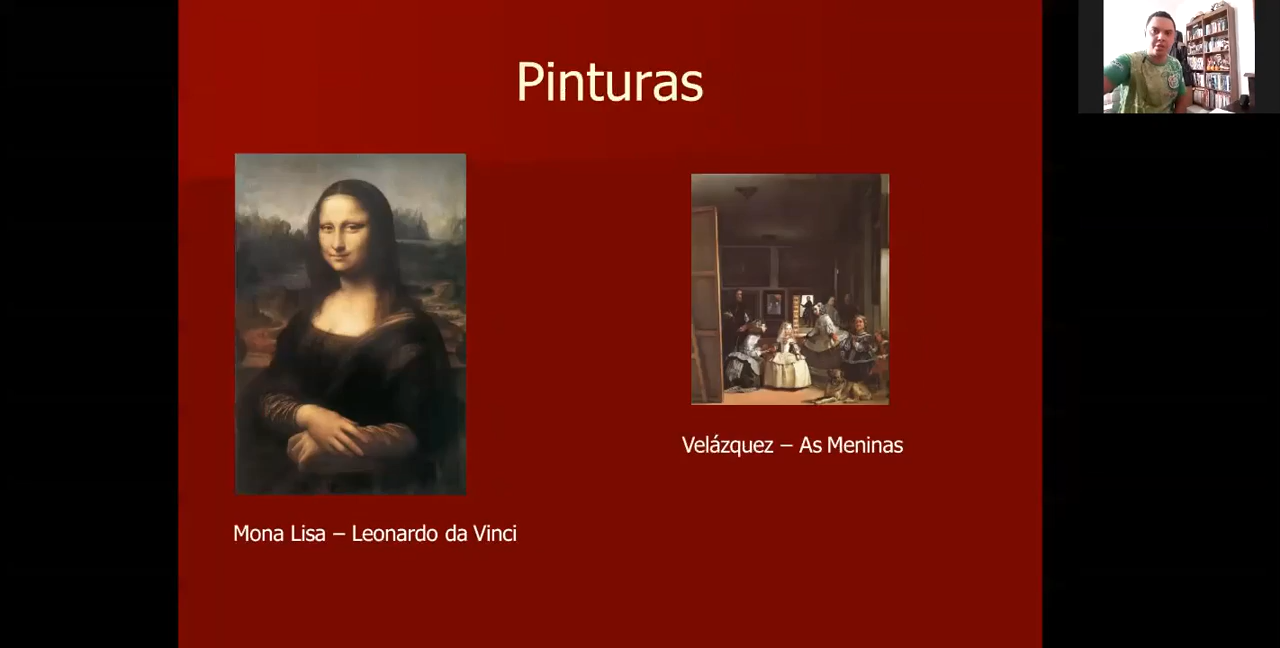 Pinturas
Velázquez – As Meninas
Mona Lisa – Leonardo da Vinci